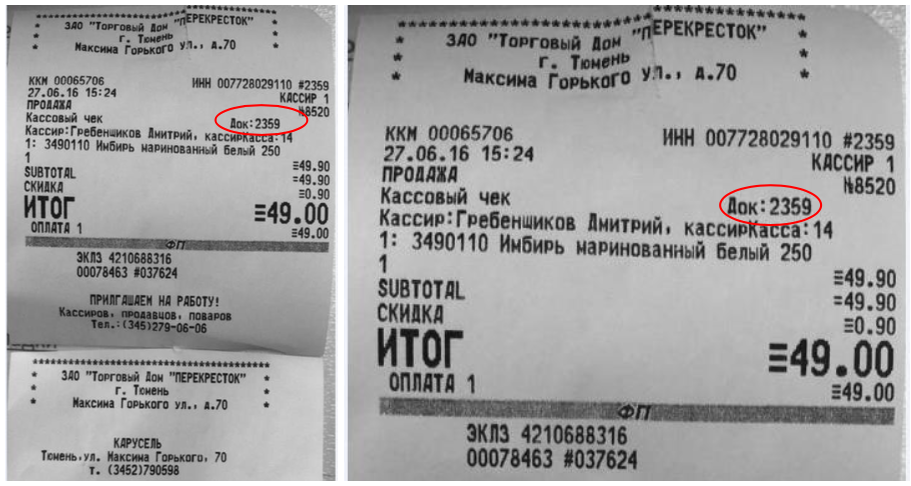 ****************************
* ЗАО "Торговый Дом "ПЕРЕКРЕСТОК" *
* г. Тюмень *
* Максима Горького ул., д.70 *
ККМ 00065706 ИНН 007728029110 #2359
27.06.16 15:24 КАССИР 1
ПРОДАЖА №8520
Кассовый чек Док:2359
Кассир:Гребенщиков Дмитрий, кассирКасса:14
1: 3490110 Имбирь маринованный белый 250
1 ≡49.90
SUBTOTAL ≡49.90
СКИДКА ≡0.90
ИТОГ ≡49.00
ОПЛАТА 1 ≡49.00
ФП
ЭКЛЗ 4210688316
00078463 #037624
ПРИЛГАШАЕМ НА РАБОТУ!
Кассиров, продавцов, поваров
Тел.:(345)279-06-06
****************************
* ЗАО "Торговый Дом "ПЕРЕКРЕСТОК" *
* г. Тюмень *
* Максима Горького ул., д.70 *
КАРУСЕЛЬ
Тюмень,ул. Максима Горького, 70
т. (3452)790598
****************************
* ЗАО "Торговый Дом "ПЕРЕКРЕСТОК" *
* г. Тюмень *
* Максима Горького ул., д.70 *
ККМ 00065706 ИНН 007728029110 #2359
27.06.16 15:24 КАССИР 1
ПРОДАЖА №8520
Кассовый чек Док:2359
Кассир:Гребенщиков Дмитрий, кассирКасса:14
1: 3490110 Имбирь маринованный белый 250
1 ≡49.90
SUBTOTAL ≡49.90
СКИДКА ≡0.90
ИТОГ ≡49.00
ОПЛАТА 1 ≡49.00
ФП
ЭКЛЗ 4210688316
00078463 #037624